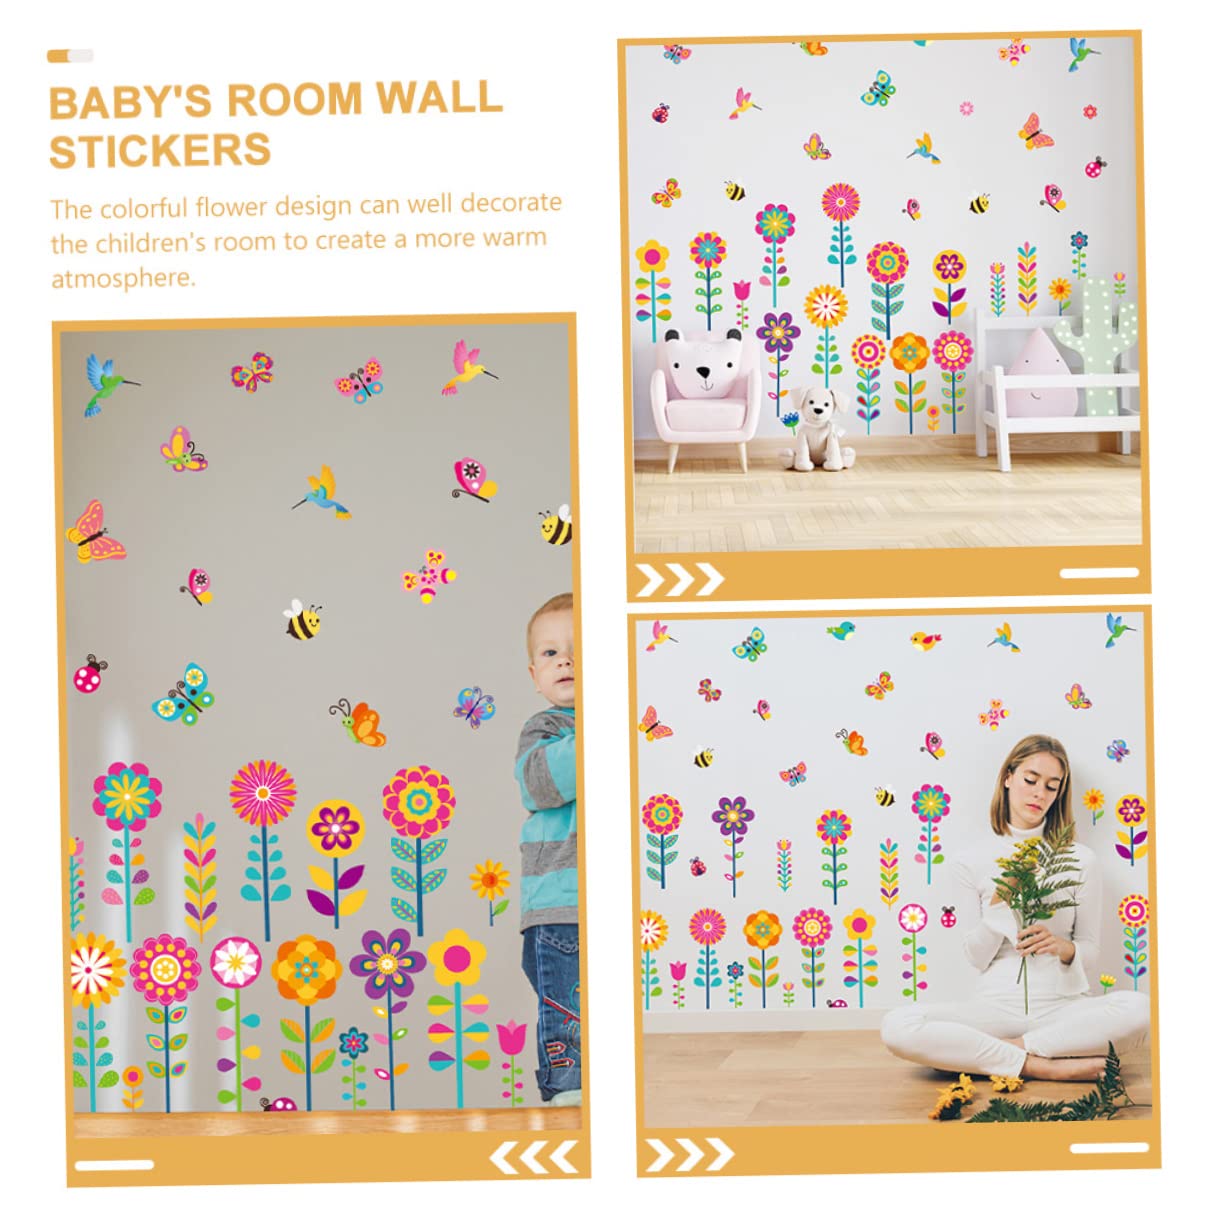 BABY'S ROOM WALL
STICKERS
The colorful flower design can well decorate
the children's room to create a more warm
atmosphere.